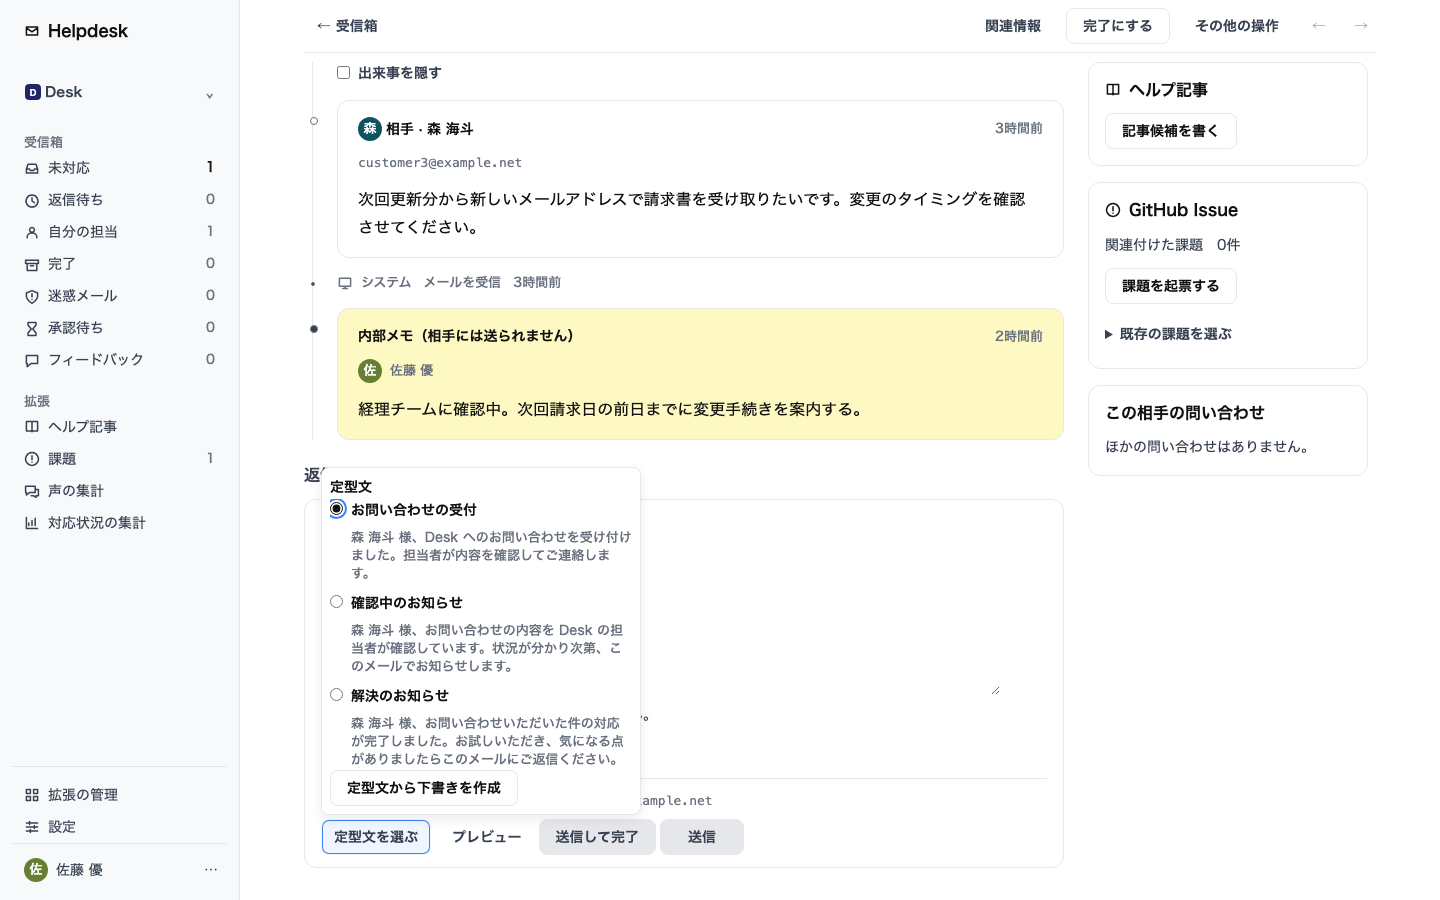 Helpdesk
D Desk
受信箱
未対応 1
返信待ち 0
自分の担当 1
完了 0
迷惑メール 0
承認待ち 0
フィードバック 0
拡張
ヘルプ記事
課題 1
声の集計
対応状況の集計
拡張の管理
設定
佐 佐藤 優 …
← 受信箱
関連情報 完了にする その他の操作 ← →
出来事を隠す
森 相手 · 森 海斗 3時間前
customer3@example.net
次回更新分から新しいメールアドレスで請求書を受け取りたいです。変更のタイミングを確認
させてください。
システム メールを受信 3時間前
内部メモ（相手には送られません） 2時間前
佐 佐藤 優
経理チームに確認中。次回請求日の前日までに変更手続きを案内する。
定型文
お問い合わせの受付
森 海斗 様、Desk へのお問い合わせを受け付け
ました。担当者が内容を確認してご連絡しま
す。
確認中のお知らせ
森 海斗 様、お問い合わせの内容を Desk の担
当者が確認しています。状況が分かり次第、こ
のメールでお知らせします。
解決のお知らせ
森 海斗 様、お問い合わせいただいた件の対応
が完了しました。お試しいただき、気になる点
がありましたらこのメールにご返信ください。
定型文から下書きを作成
ample.net
定型文を選ぶ プレビュー 送信して完了 送信
ヘルプ記事
記事候補を書く
GitHub Issue
関連付けた課題 0件
課題を起票する
▶ 既存の課題を選ぶ
この相手の問い合わせ
ほかの問い合わせはありません。